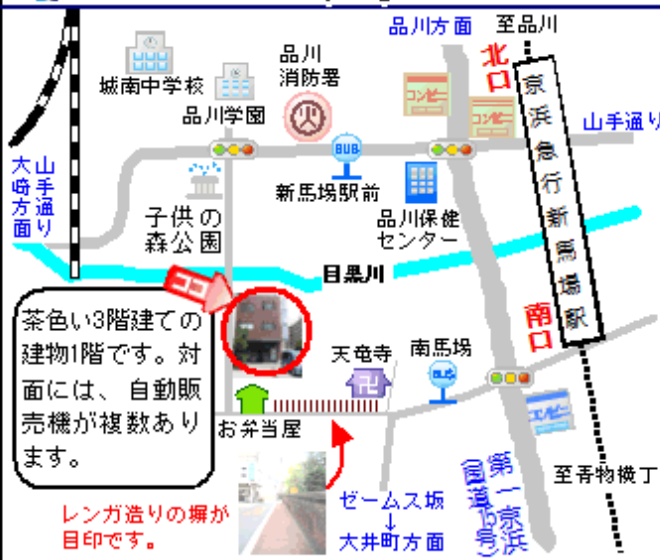 品川方面
至品川
北口
品川
消防署
城南中学校
品川学園
コンビニ
コンビニ
京浜急行新馬場駅
山手通り
BUS
新馬場駅前
山手通り
大崎方面
子供の
森公園
品川保健
センター
目黒川
ココ
茶色い3階建ての
建物1階です。対
面には、自動販
売機が複数あり
ます。
南口
天竜寺
卍
南馬場
BUS
お弁当屋
コンビニ
レンガ造りの塀が
目印です。
ゼームス坂
↓
大井町方面
第一京浜
(国道15号)
至青物横丁